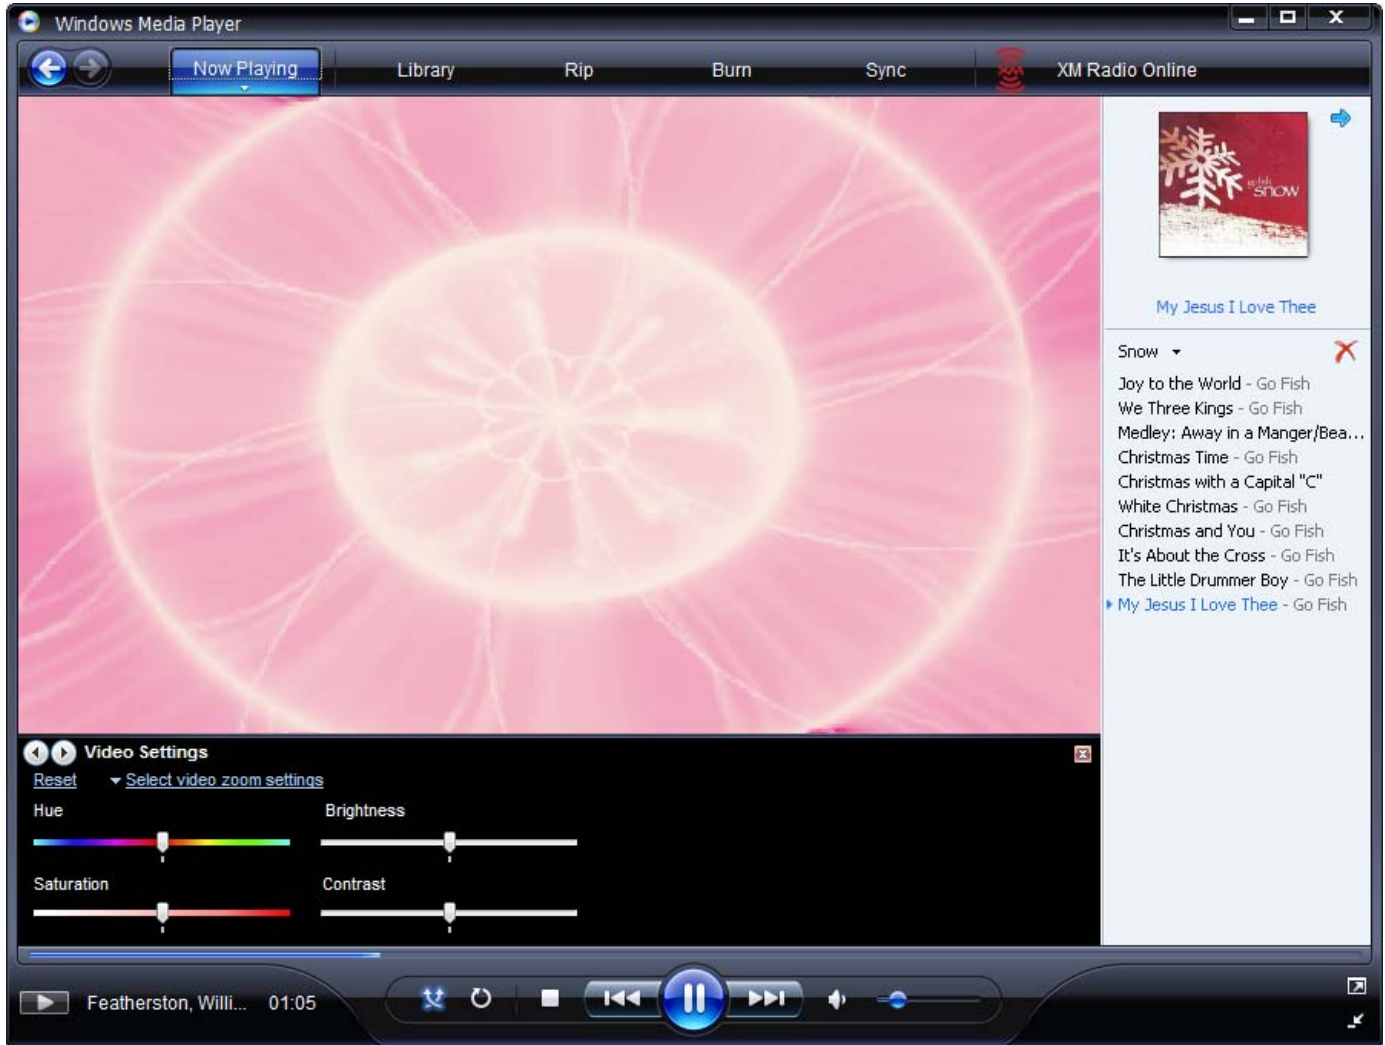 Windows Media Player
Now Playing
Library
Rip
Burn
Sync
XM
XM Radio Online
go fish
snow
My Jesus I Love Thee
Snow
Joy to the World - Go Fish
We Three Kings - Go Fish
Medley: Away in a Manger/Bea...
Christmas Time - Go Fish
Christmas with a Capital "C"
White Christmas - Go Fish
Christmas and You - Go Fish
It's About the Cross - Go Fish
The Little Drummer Boy - Go Fish
My Jesus I Love Thee - Go Fish
Video Settings
Reset
Select video zoom settings
Hue
Brightness
Saturation
Contrast
Featherston, Willi... 01:05